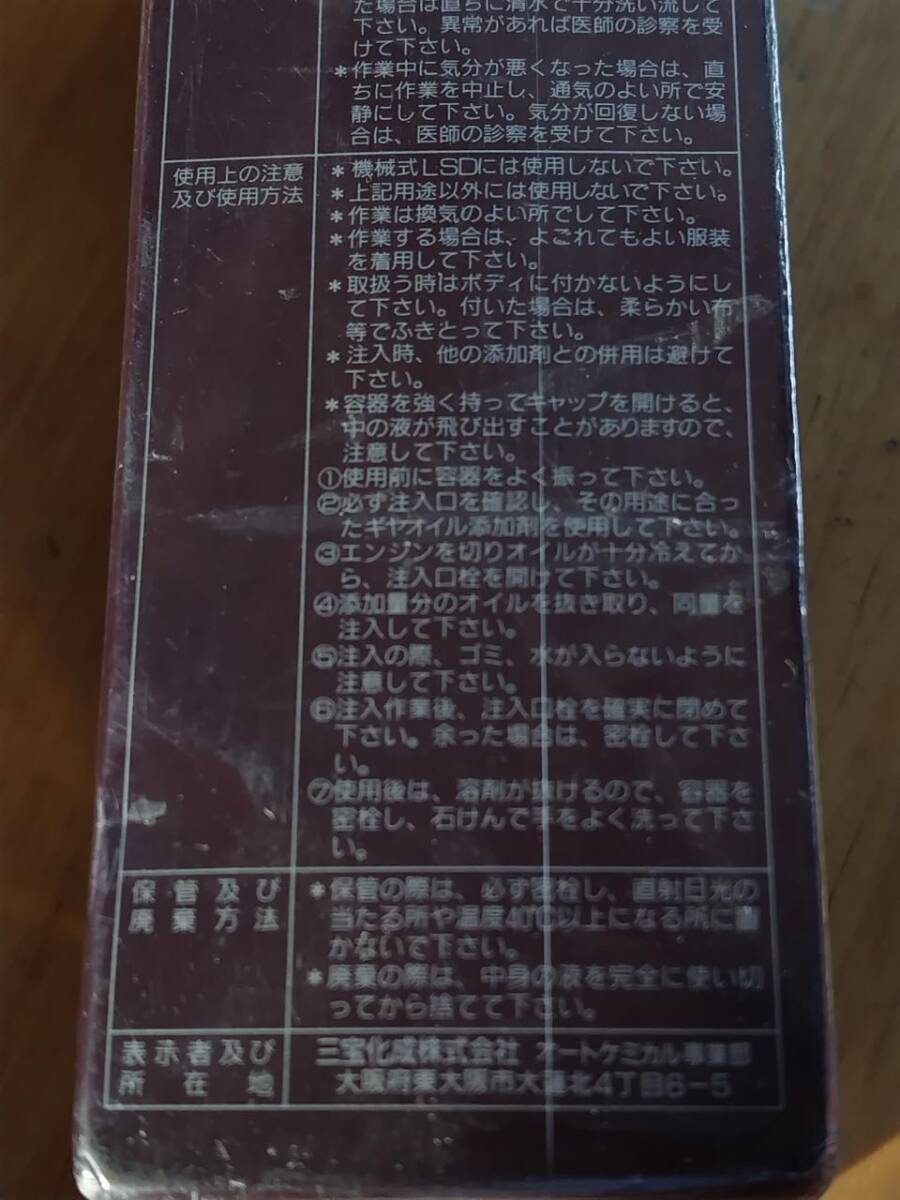 た場合は直ちに清水で十分洗い流して
下さい。異常があれば医師の診察を受
けて下さい。
*作業中に気分が悪くなった場合は、直
ちに作業を中止し、通気のよい所で安
静にして下さい。気分が回復しない場
合は、医師の診察を受けて下さい。
使用上の注意
及び使用方法
*機械式LSDには使用しないで下さい。
*上記用途以外には使用しないで下さい。
*作業は換気のよい所でして下さい。
*作業する場合は、よごれてもよい服装
を着用して下さい。
*取扱う時はボディに付かないようにし
て下さい。付いた場合は、柔らかい布
等でふきとって下さい。
*注入時、他の添加剤との併用は避けて
下さい。
*容器を強く持ってキャップを開けると、
中の液が飛び出すことがありますので、
注意して下さい。
①使用前に容器をよく振って下さい。
②必ず注入口を確認し、その用途に合っ
たギヤオイル添加剤を使用して下さい。
③エンジンを切りオイルが十分冷えてか
ら、注入口栓を開けて下さい。
④添加量分のオイルを抜き取り、同量を
注入して下さい。
⑤注入の際、ゴミ、水が入らないように
注意して下さい。
⑥注入作業後、注入口栓を確実に閉めて
下さい。余った場合は、密栓して下さ
い。
⑦使用後は、溶剤が抜けるので、容器を
密栓し、石けんで手をよく洗って下さ
い。
保管及び
廃棄方法
*保管の際は、必ず密栓し、直射日光の
当たる所や温度40℃以上になる所に置
かないで下さい。
*廃棄の際は、中身の液を完全に使い切
ってから捨てて下さい。
表示者及び
所在地
三宝化成株式会社 オートケミカル事業部
大阪府東大阪市大蓮北4丁目6-5